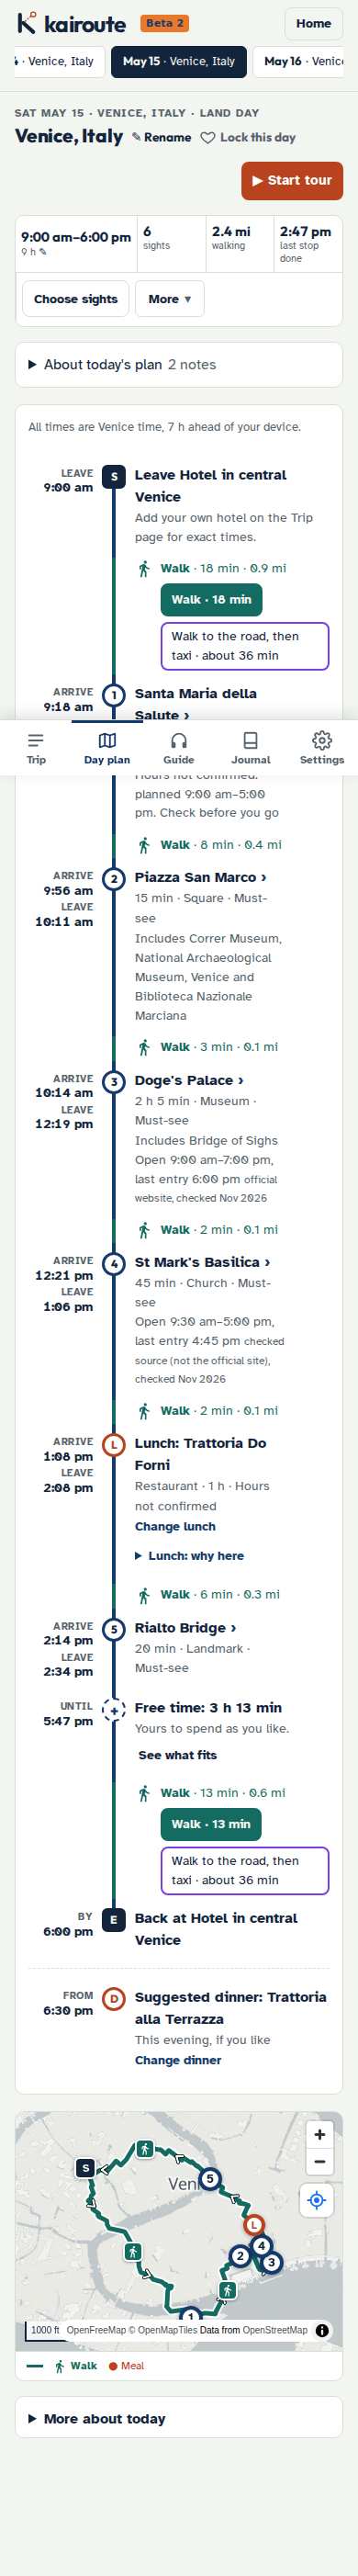 kairoute Beta 2 Home
· Venice, Italy May 15 · Venice, Italy May 16 · Venice
SAT MAY 15 · VENICE, ITALY · LAND DAY
Venice, Italy ✎ Rename Lock this day
▶ Start tour
9:00 am–6:00 pm
9 h ✎
6
sights
2.4 mi
walking
2:47 pm
last stop
done
Choose sights More ▾
▶ About today's plan 2 notes
All times are Venice time, 7 h ahead of your device.
LEAVE
9:00 am
S
Leave Hotel in central
Venice
Add your own hotel on the Trip
page for exact times.
Walk · 18 min · 0.9 mi
Walk · 18 min
Walk to the road, then
taxi · about 36 min
ARRIVE
9:18 am
1
Santa Maria della
Salute ›
Trip Day plan Guide Journal Settings
Hours not confirmed:
planned 9:00 am–5:00
pm. Check before you go
Walk · 8 min · 0.4 mi
ARRIVE
9:56 am
LEAVE
10:11 am
2
Piazza San Marco ›
15 min · Square · Must-
see
Includes Correr Museum,
National Archaeological
Museum, Venice and
Biblioteca Nazionale
Marciana
Walk · 3 min · 0.1 mi
ARRIVE
10:14 am
LEAVE
12:19 pm
3
Doge's Palace ›
2 h 5 min · Museum ·
Must-see
Includes Bridge of Sighs
Open 9:00 am–7:00 pm,
last entry 6:00 pm official
website, checked Nov 2026
Walk · 2 min · 0.1 mi
ARRIVE
12:21 pm
LEAVE
1:06 pm
4
St Mark's Basilica ›
45 min · Church · Must-
see
Open 9:30 am–5:00 pm,
last entry 4:45 pm checked
source (not the official site),
checked Nov 2026
Walk · 2 min · 0.1 mi
ARRIVE
1:08 pm
LEAVE
2:08 pm
L
Lunch: Trattoria Do
Forni
Restaurant · 1 h · Hours
not confirmed
Change lunch
▶ Lunch: why here
Walk · 6 min · 0.3 mi
ARRIVE
2:14 pm
LEAVE
2:34 pm
5
Rialto Bridge ›
20 min · Landmark ·
Must-see
UNTIL
5:47 pm
+
Free time: 3 h 13 min
Yours to spend as you like.
See what fits
Walk · 13 min · 0.6 mi
Walk · 13 min
Walk to the road, then
taxi · about 36 min
BY
6:00 pm
E
Back at Hotel in central
Venice
FROM
6:30 pm
D
Suggested dinner: Trattoria
alla Terrazza
This evening, if you like
Change dinner
+
−
S
Ven
5
L
4
2
3
1
1000 ft OpenFreeMap © OpenMapTiles Data from OpenStreetMap
Walk Meal
▶ More about today